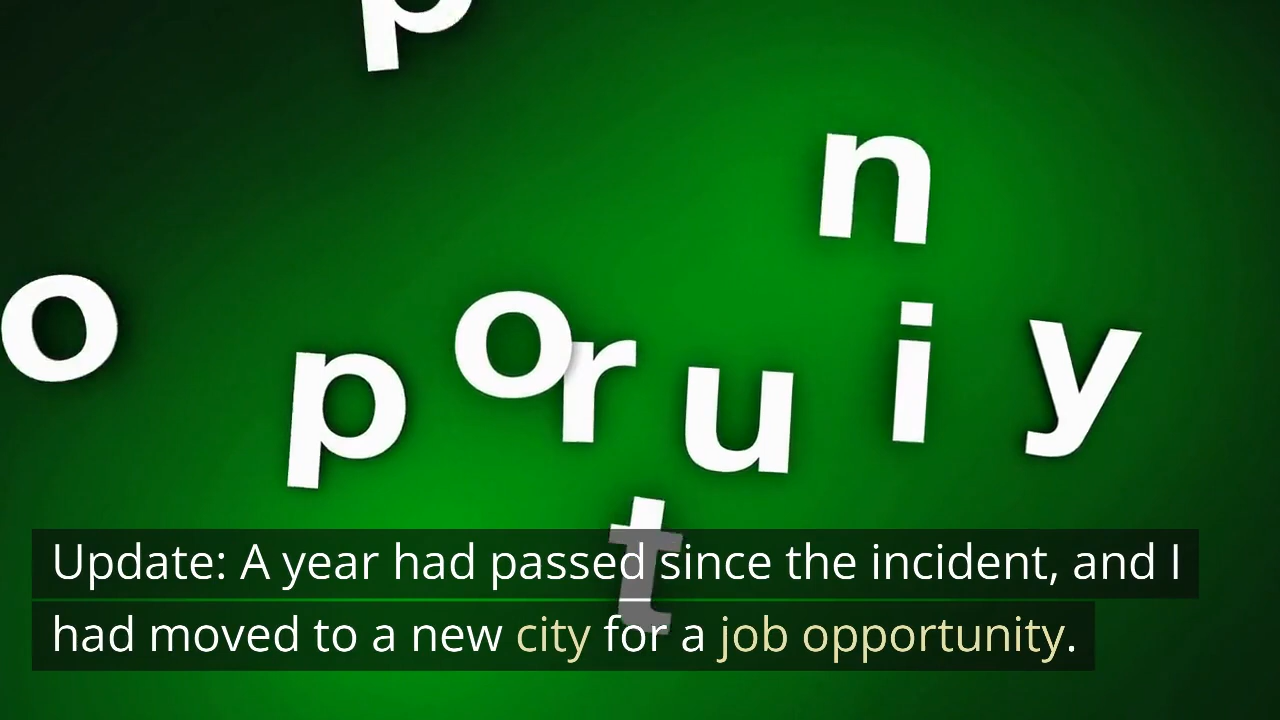 p
n
o p o r u i y
t
Update: A year had passed since the incident, and I
had moved to a new city for a job opportunity.